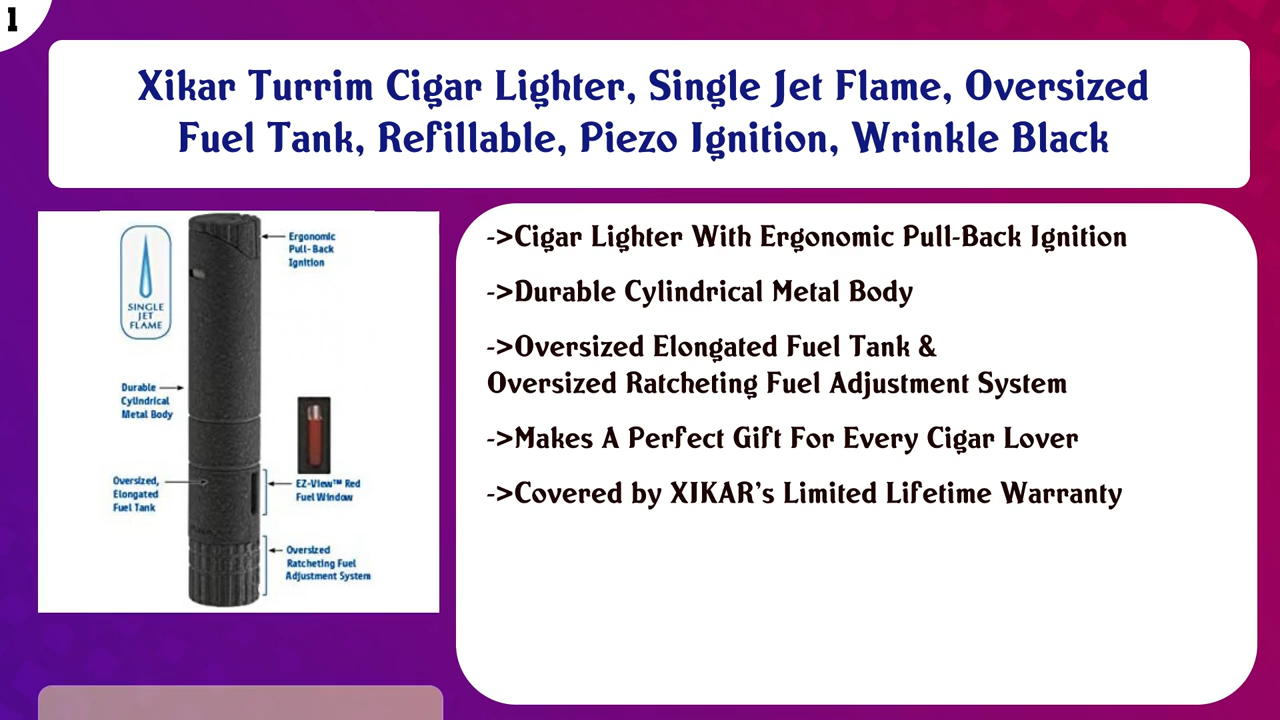 1
Xikar Turrim Cigar Lighter, Single Jet Flame, Oversized
Fuel Tank, Refillable, Piezo Ignition, Wrinkle Black
SINGLE
JET
FLAME
Ergonomic
Pull-Back
Ignition
Durable
Cylindrical
Metal Body
Oversized,
Elongated
Fuel Tank
EZ-View™ Red
Fuel Window
Oversized
Ratcheting Fuel
Adjustment System
->Cigar Lighter With Ergonomic Pull-Back Ignition
->Durable Cylindrical Metal Body
->Oversized Elongated Fuel Tank &
Oversized Ratcheting Fuel Adjustment System
->Makes A Perfect Gift For Every Cigar Lover
->Covered by XIKAR's Limited Lifetime Warranty